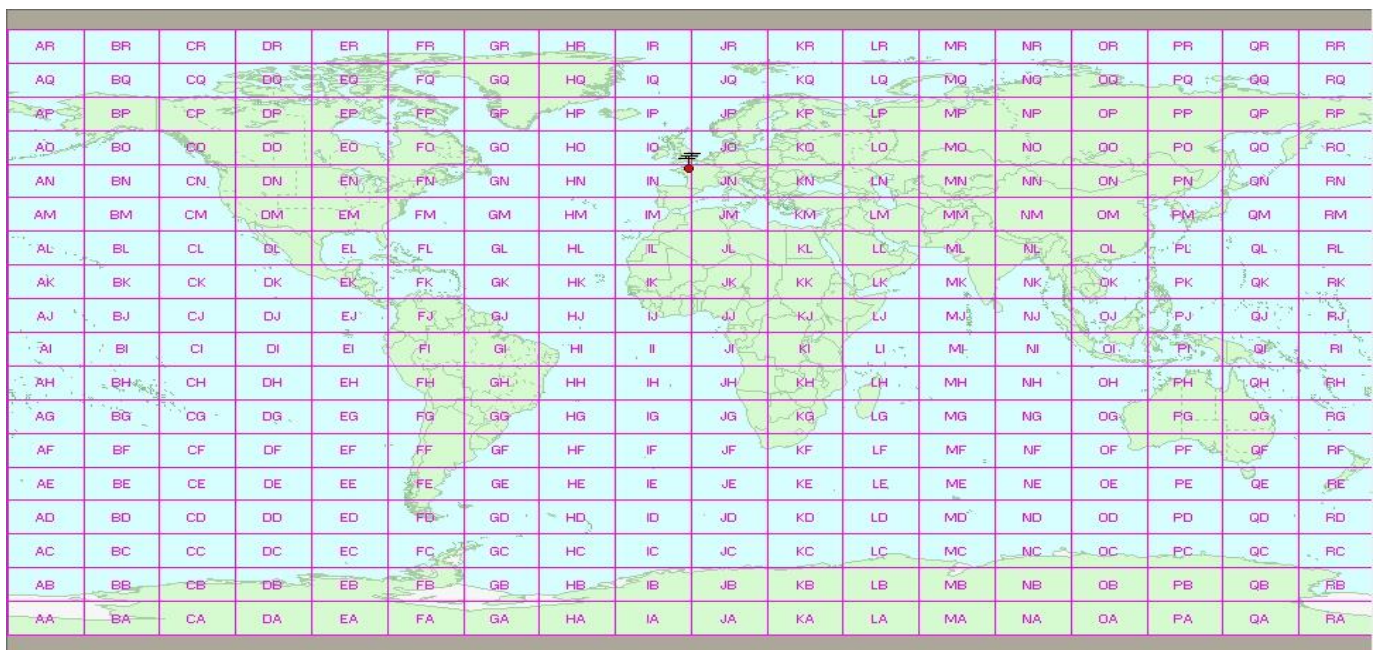 AR BR CR DR ER FR GR HR IR JR KR LR MR NR OR PR QR RR
AQ BQ CQ DQ EQ FQ GQ HQ IQ JQ KQ LQ MQ NQ OQ PQ QQ RQ
AP BP CP DP EP FP GP HP IP JP KP LP MP NP OP PP QP RP
AO BO CO DO EO FO GO HO IO JO KO LO MO NO OO PO QO RO
AN BN CN DN EN FN GN HN IN JN KN LN MN NN ON PN QN RN
AM BM CM DM EM FM GM HM IM JM KM LM MM NM OM PM QM RM
AL BL CL DL EL FL GL HL IL JL KL LL ML NL OL PL QL RL
AK BK CK DK EK FK GK HK IK JK KK LK MK NK OK PK QK RK
AJ BJ CJ DJ EJ FJ GJ HJ IJ JJ KJ LJ MJ NJ OJ PJ QJ RJ
AI BI CI DI EI FI GI HI II JI KI LI MI NI OI PI QI RI
AH BH CH DH EH FH GH HH IH JH KH LH MH NH OH PH QH RH
AG BG CG DG EG FG GG HG IG JG KG LG MG NG OG PG QG RG
AF BF CF DF EF FF GF HF IF JF KF LF MF NF OF PF QF RF
AE BE CE DE EE FE GE HE IE JE KE LE ME NE OE PE QE RE
AD BD CD DD ED FD GD HD ID JD KD LD MD ND OD PD QD RD
AC BC CC DC EC FC GC HC IC JC KC LC MC NC OC PC QC RC
AB BB CB DB EB FB GB HB IB JB KB LB MB NB OB PB QB RB
AA BA CA DA EA FA GA HA IA JA KA LA MA NA OA PA QA RA